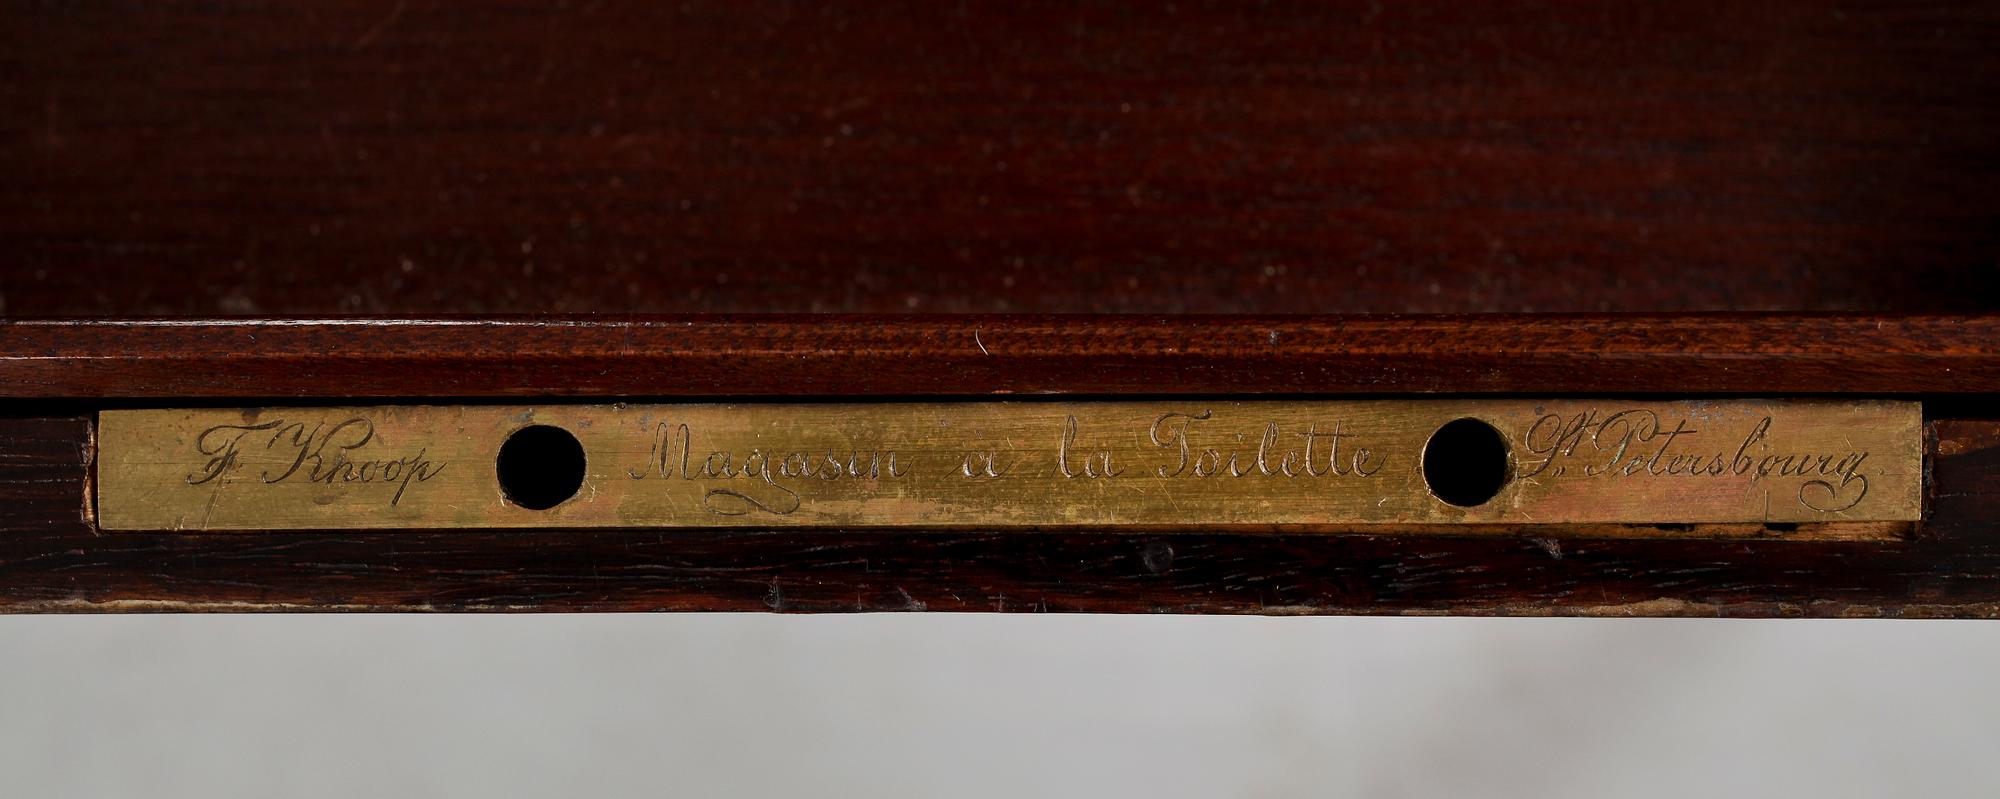 F. Knoop Magasin à la Toilette St. Petersbourg.